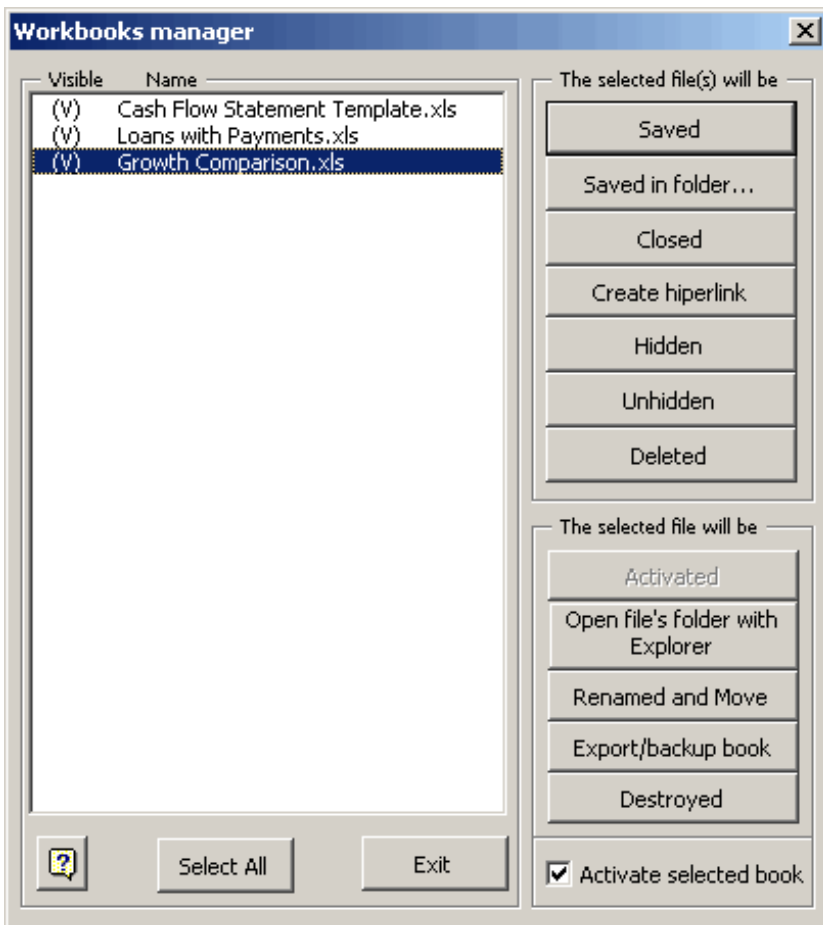 Workbooks manager
Visible Name
(V) Cash Flow Statement Template.xls
(V) Loans with Payments.xls
(V) Growth Comparison.xls
Select All
Exit
The selected file(s) will be
Saved
Saved in folder...
Closed
Create hiperlink
Hidden
Unhidden
Deleted
The selected file will be
Activated
Open file's folder with
Explorer
Renamed and Move
Export/backup book
Destroyed
Activate selected book